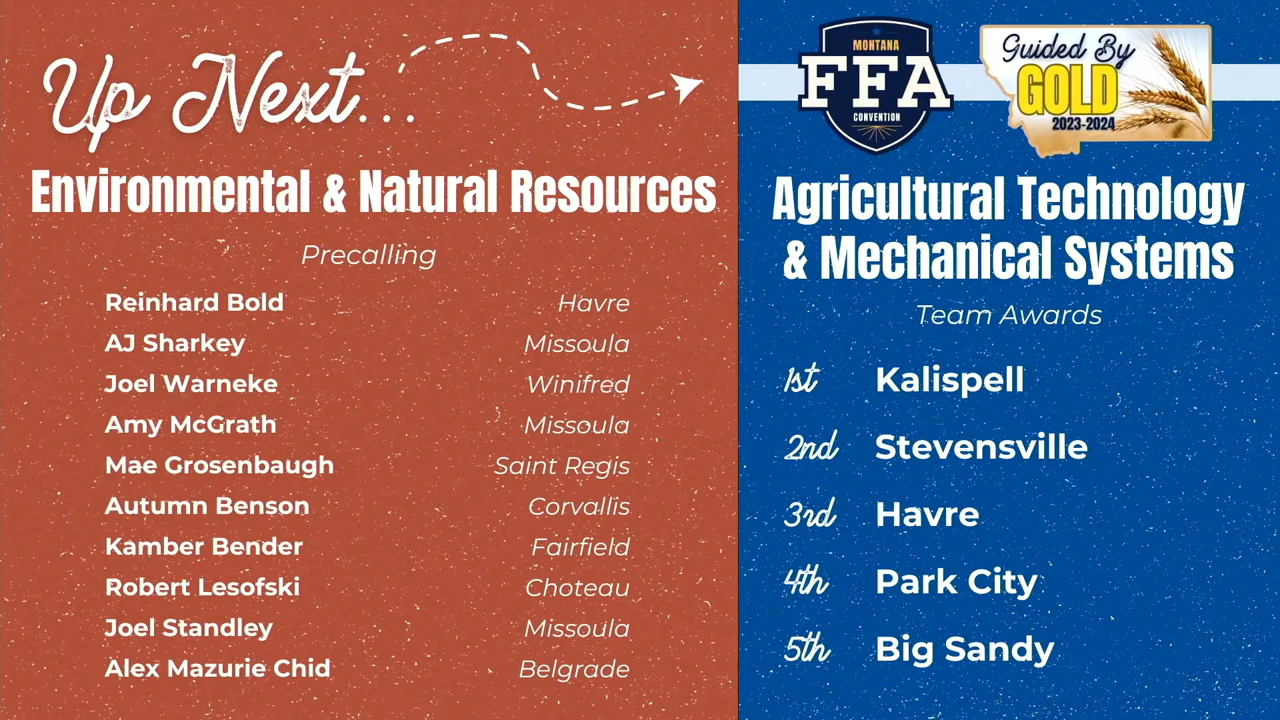 Up Next...
Environmental & Natural Resources
Precalling
Reinhard Bold Havre
AJ Sharkey Missoula
Joel Warneke Winifred
Amy McGrath Missoula
Mae Grosenbaugh Saint Regis
Autumn Benson Corvallis
Kamber Bender Fairfield
Robert Lesofski Choteau
Joel Standley Missoula
Alex Mazurie Chid Belgrade
MONTANA
FFA
CONVENTION
Guided By
GOLD
2023-2024
Agricultural Technology
& Mechanical Systems
Team Awards
1st Kalispell
2nd Stevensville
3rd Havre
4th Park City
5th Big Sandy